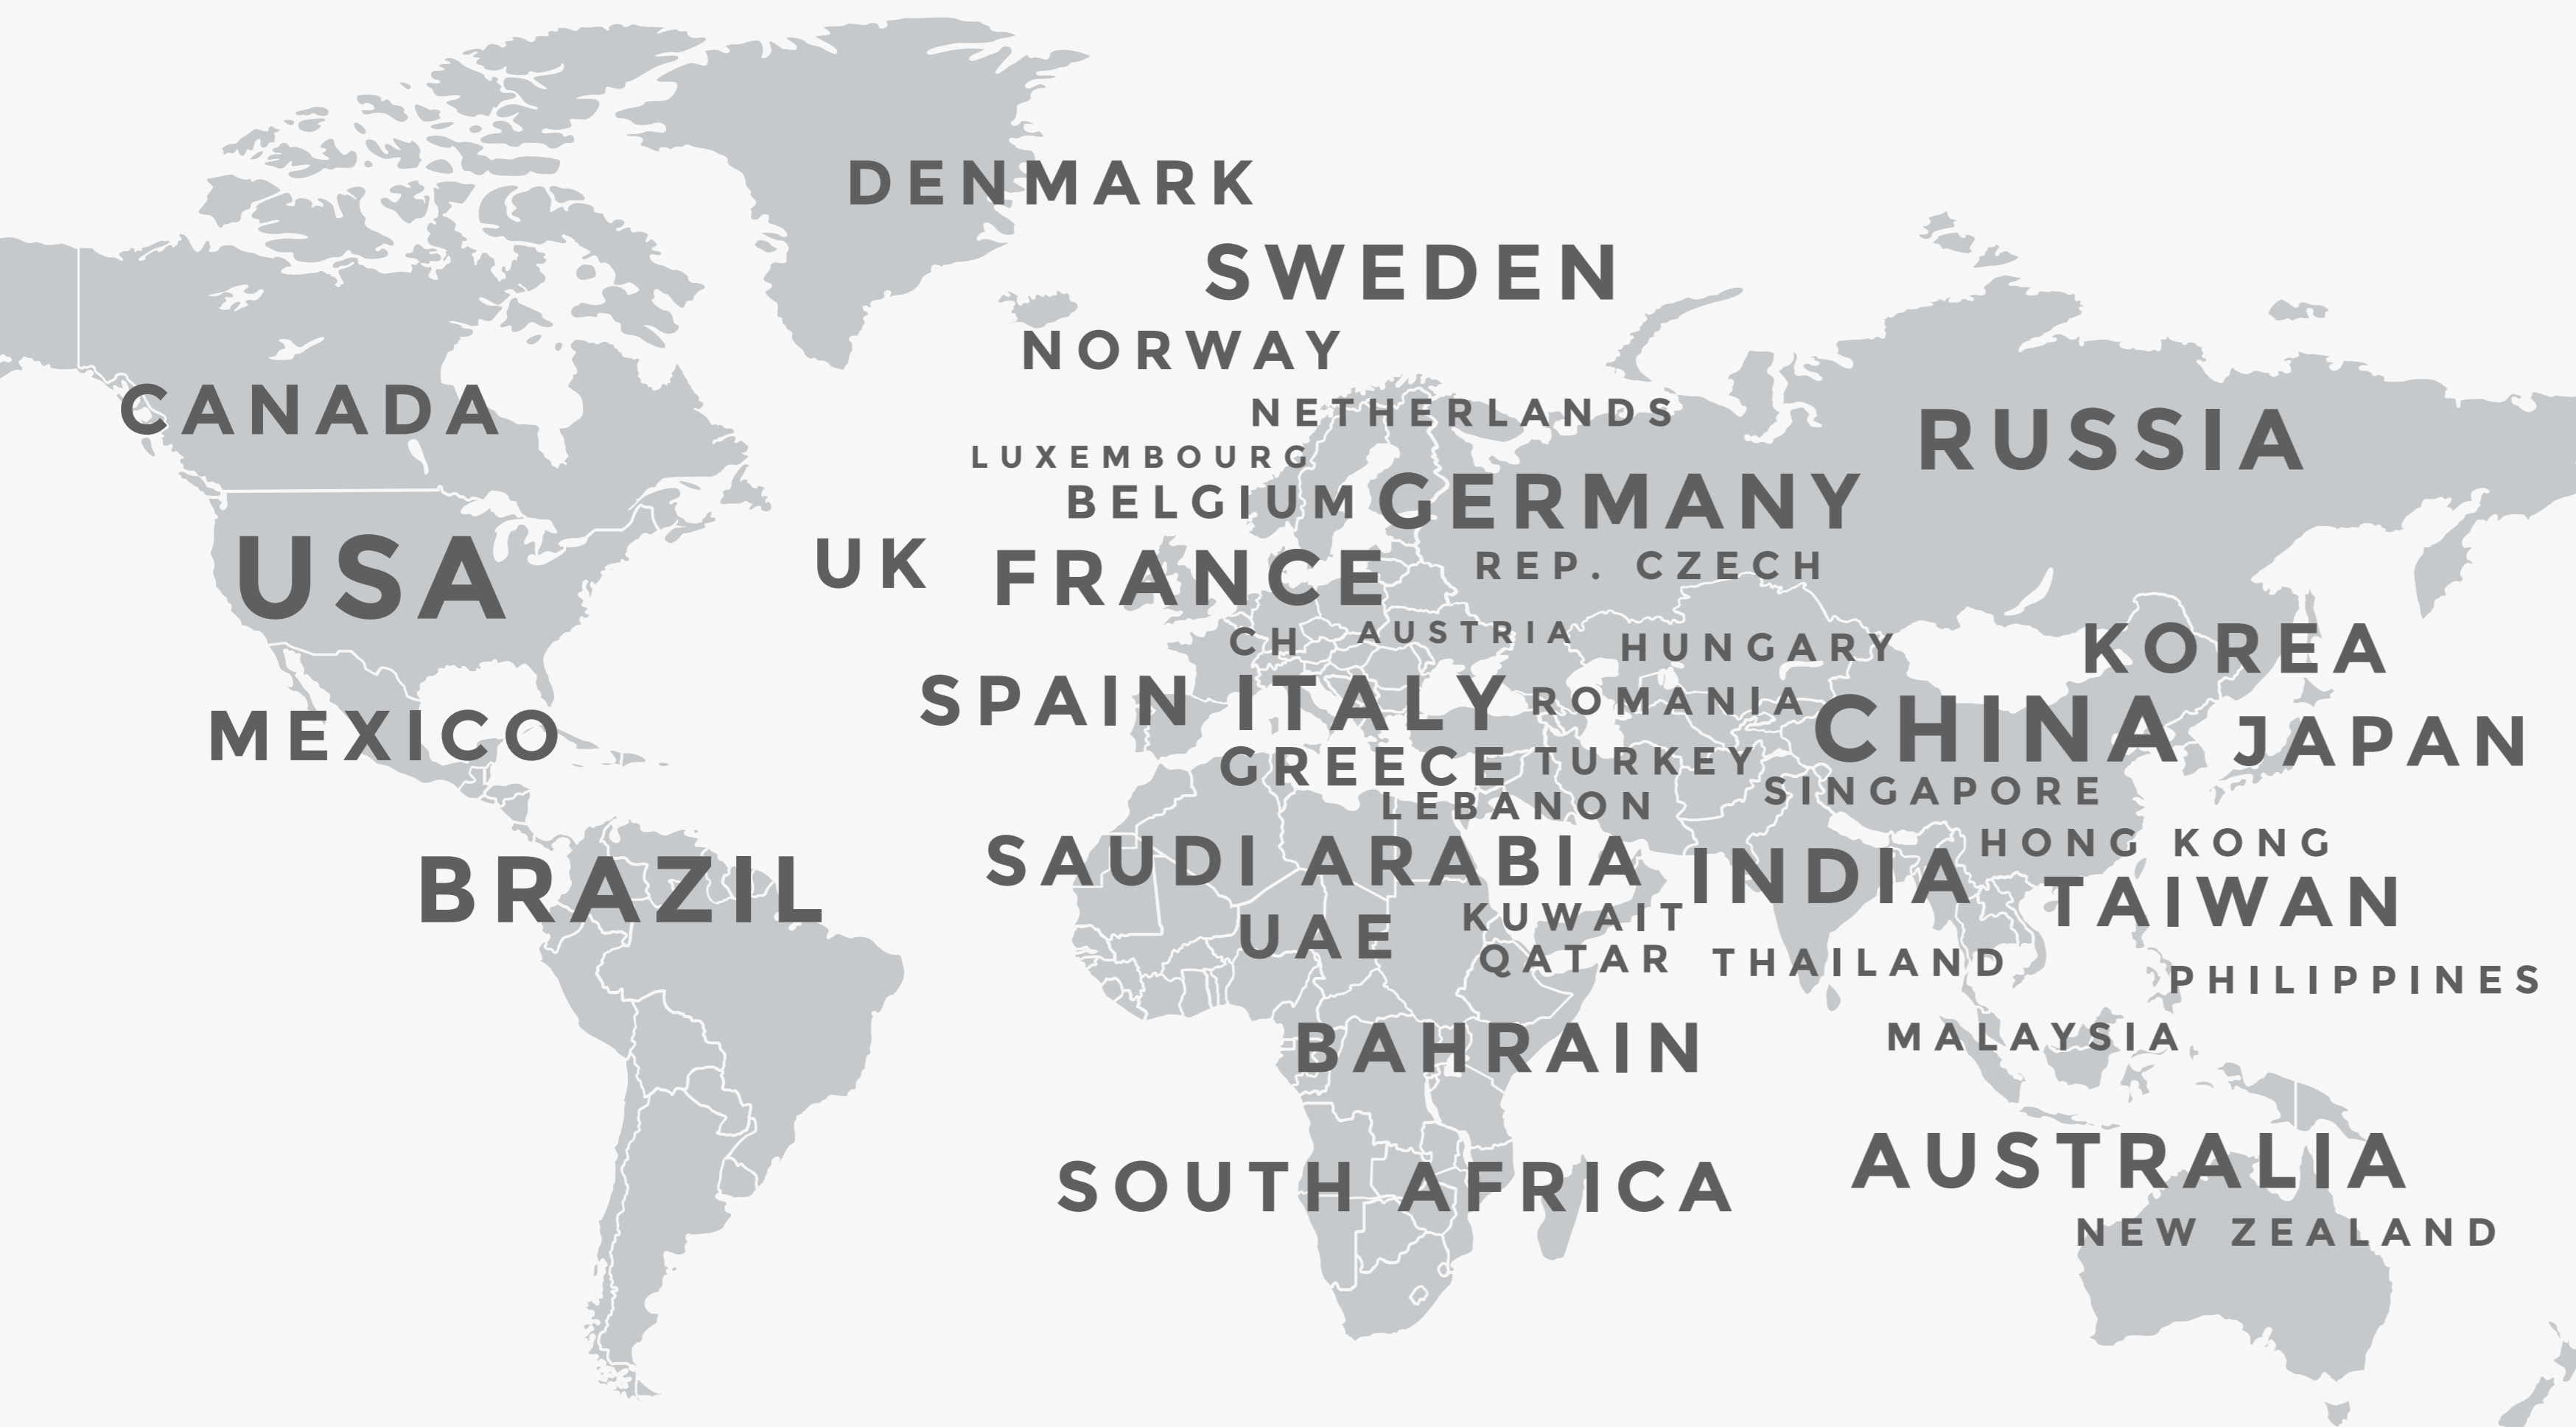 DENMARK
SWEDEN
NORWAY
CANADA
NETHERLANDS
RUSSIA
LUXEMBOURG
BELGIUM
GERMANY
USA
UK
FRANCE
REP. CZECH
CH
AUSTRIA
HUNGARY
KOREA
SPAIN
ITALY
ROMANIA
CHINA
MEXICO
JAPAN
GREECE
TURKEY
SINGAPORE
LEBANON
HONG KONG
BRAZIL
SAUDI ARABIA
INDIA
TAIWAN
KUWAIT
UAE
QATAR
THAILAND
PHILIPPINES
BAHRAIN
MALAYSIA
SOUTH AFRICA
AUSTRALIA
NEW ZEALAND